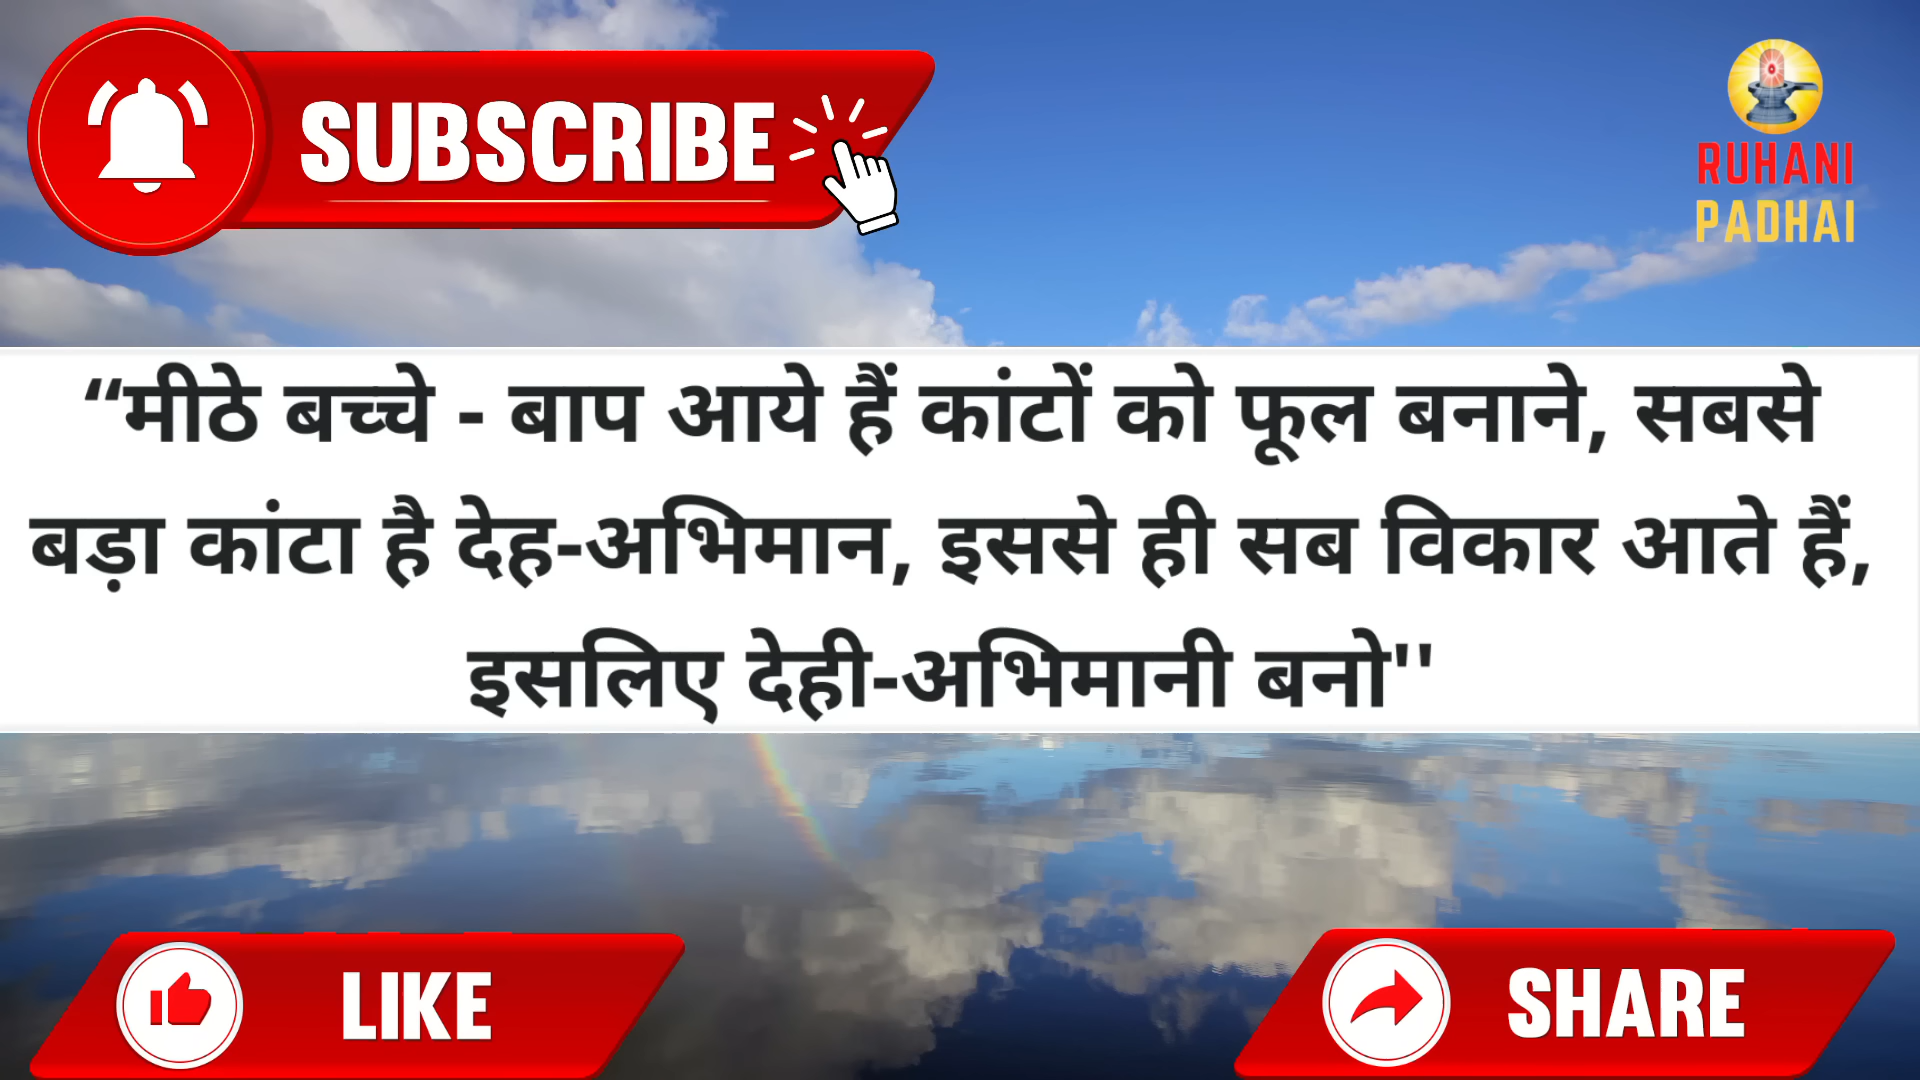 SUBSCRIBE
RUHANI
PADHAI
“मीठे बच्चे - बाप आये हैं कांटों को फूल बनाने, सबसे
बड़ा कांटा है देह-अभिमान, इससे ही सब विकार आते हैं,
इसलिए देही-अभिमानी बनो''
LIKE
SHARE